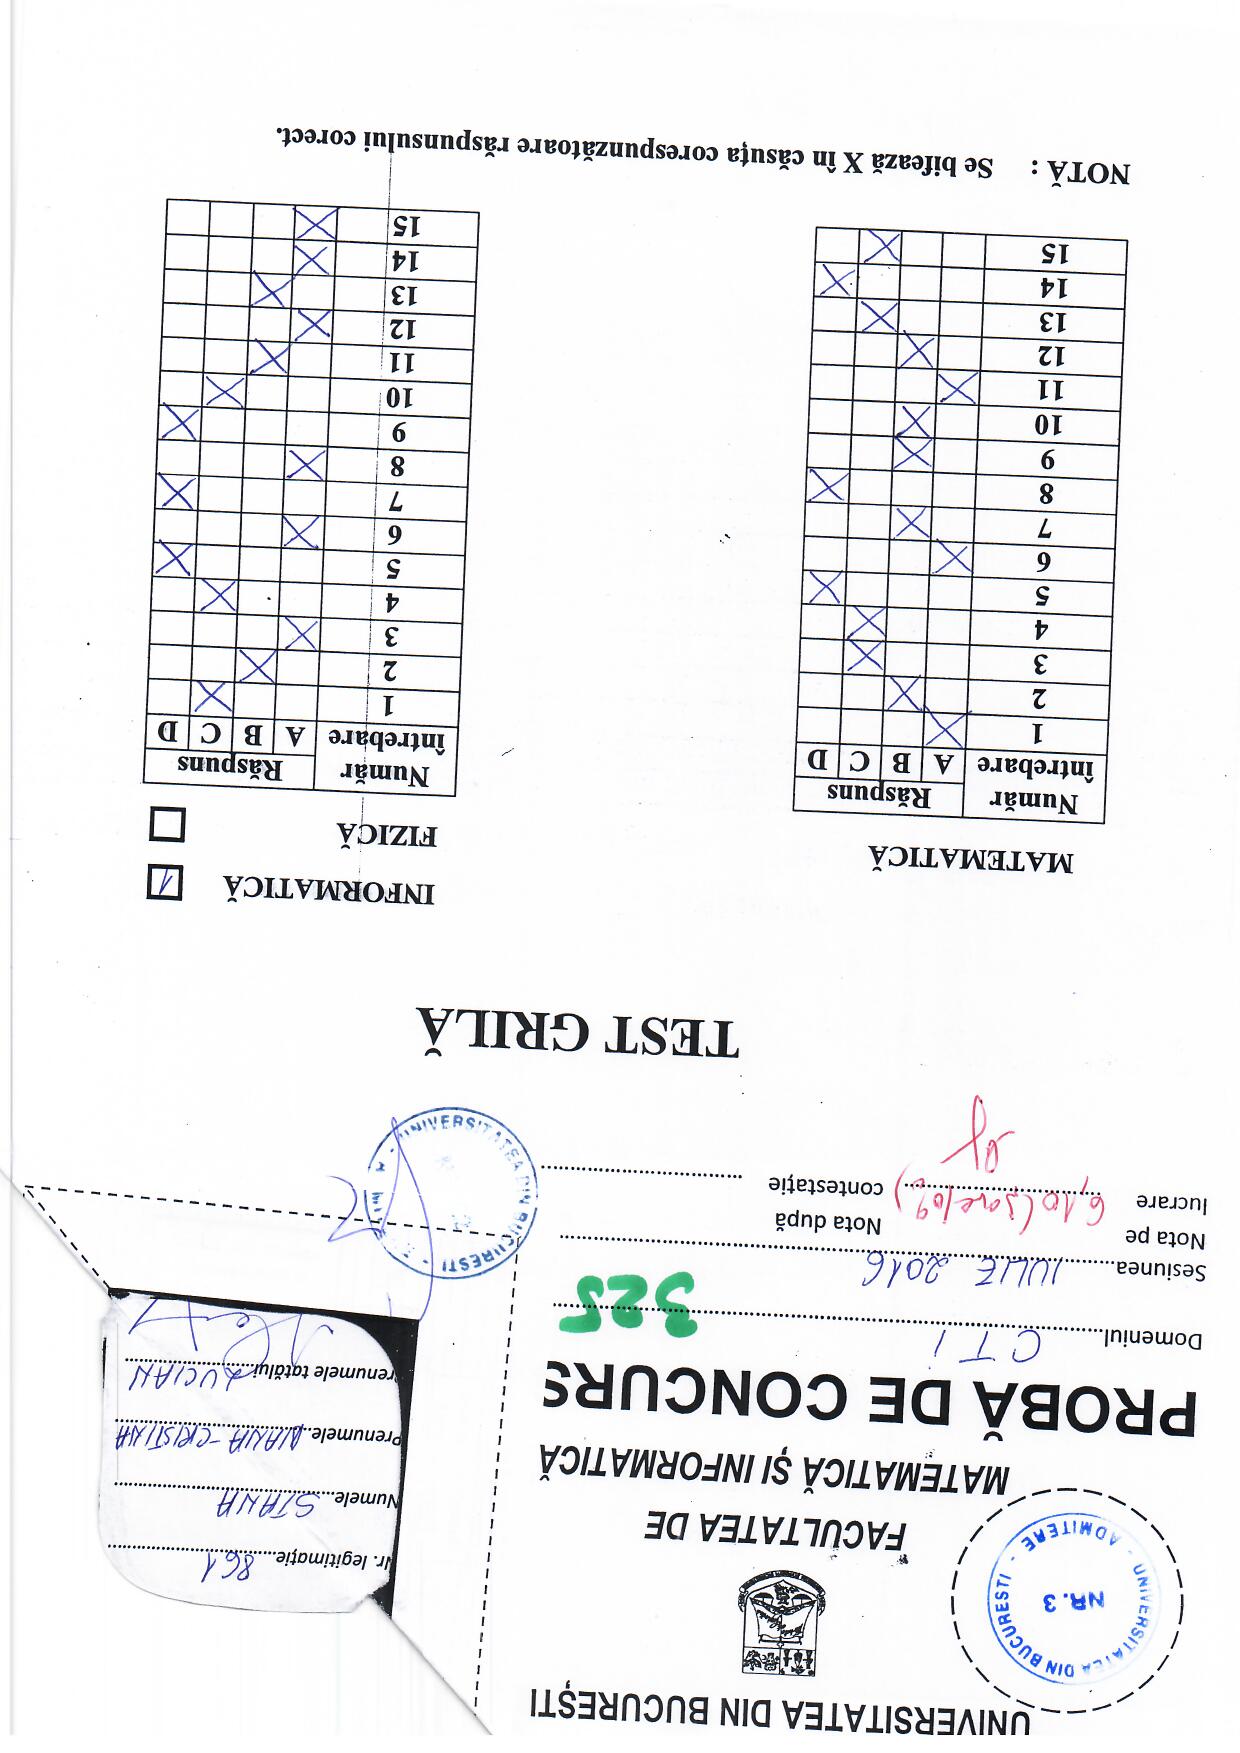 UNIVERSITATEA DIN BUCUREȘTI
UNIVERSITATEA DIN BUCUREȘTI - ADMITERE -
NR. 3
FACULTATEA DE
MATEMATICĂ ȘI INFORMATICĂ
PROBĂ DE CONCURS
Nr. legitimație 861
Numele STANA
Prenumele DIANA-CRISTINA
Prenumele tatălui LUCIAN
Domeniul CTI
325
Sesiunea IULIE 2016
Nota pe lucrare 6,10 (șase/10%)
Nota după contestație
UNIVERSITATEA DIN BUCURESTI
TEST GRILĂ
MATEMATICĂ
Număr întrebare Răspuns
A B C D
1 X
2 X
3 X
4 X
5 X
6 X
7 X
8 X
9 X
10 X
11 X
12 X
13 X
14 X
15 X
INFORMATICĂ 1
FIZICĂ
Număr întrebare Răspuns
A B C D
1 X
2 X
3 X
4 X
5 X
6 X
7 X
8 X
9 X
10 X
11 X
12 X
13 X
14 X
15 X
NOTĂ : Se bifează X în căsuța corespunzătoare răspunsului corect.